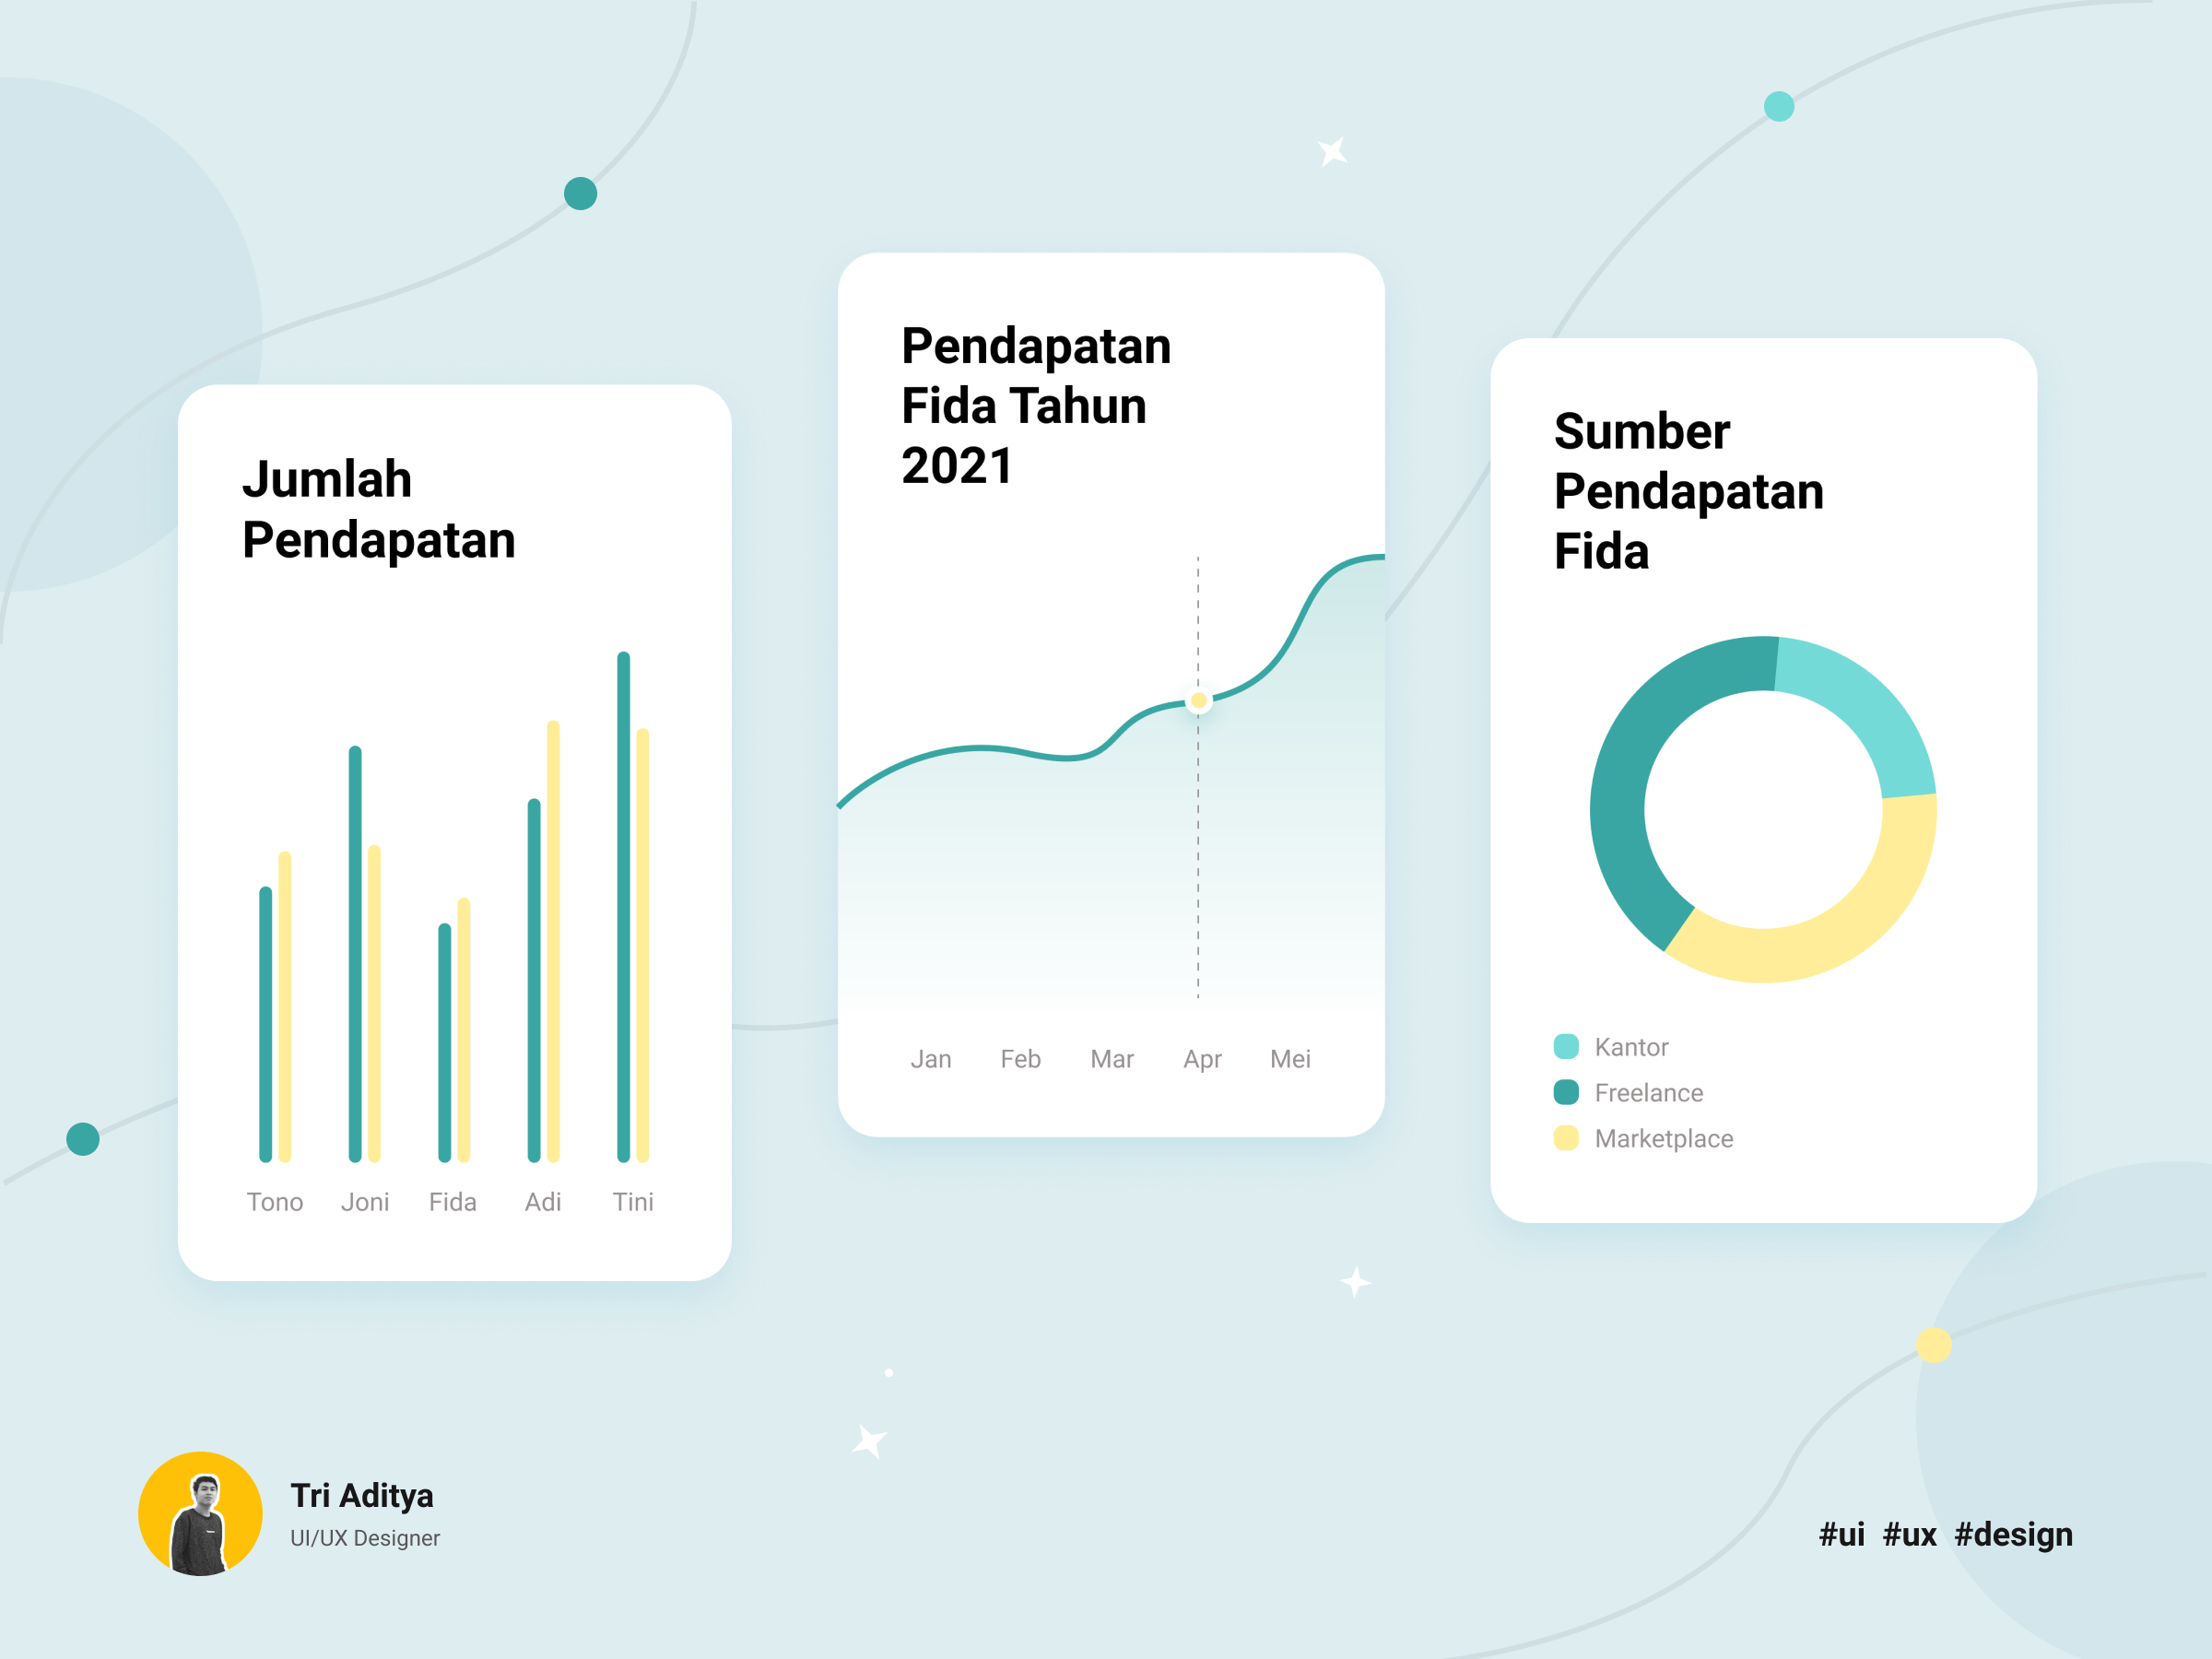 Jumlah
Pendapatan
Tono Joni Fida Adi Tini
Pendapatan
Fida Tahun
2021
Jan Feb Mar Apr Mei
Sumber
Pendapatan
Fida
Kantor
Freelance
Marketplace
Tri Aditya
UI/UX Designer
#ui #ux #design